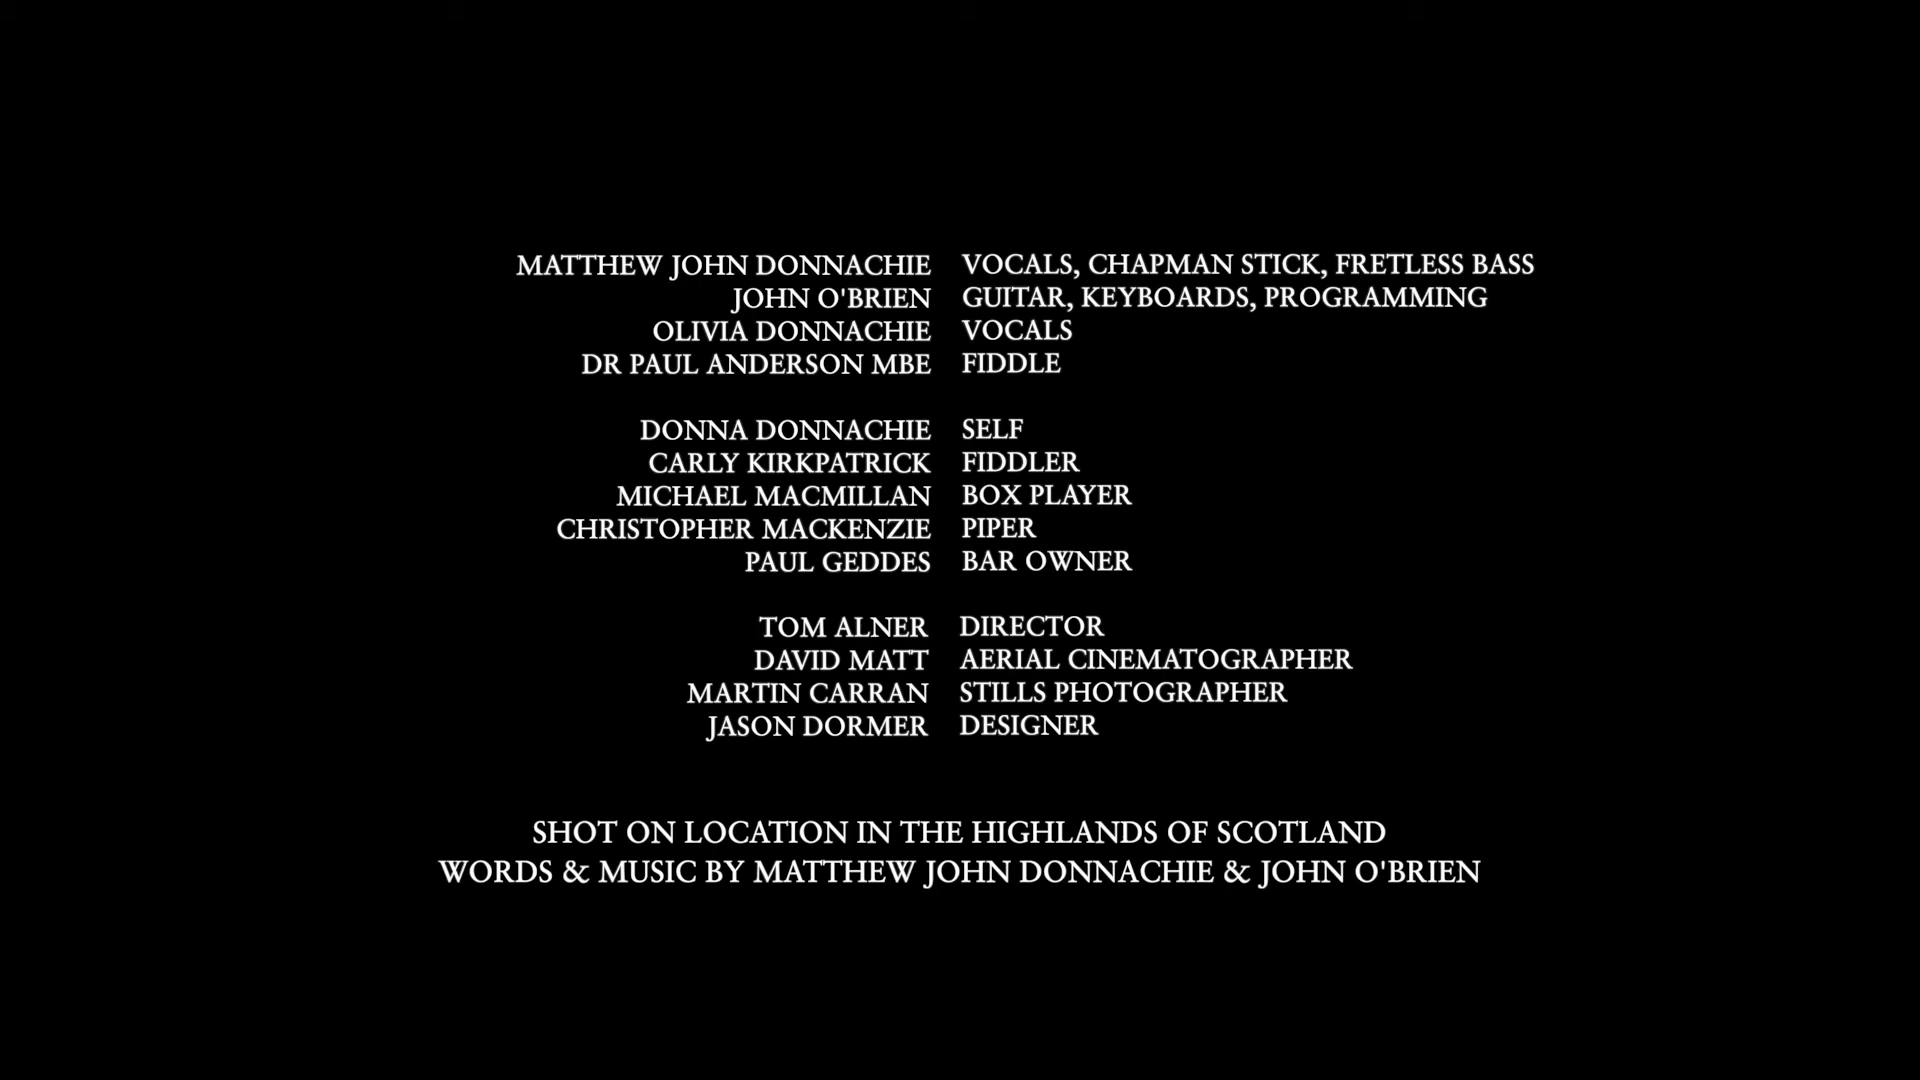 MATTHEW JOHN DONNACHIE VOCALS, CHAPMAN STICK, FRETLESS BASS
JOHN O'BRIEN GUITAR, KEYBOARDS, PROGRAMMING
OLIVIA DONNACHIE VOCALS
DR PAUL ANDERSON MBE FIDDLE
DONNA DONNACHIE SELF
CARLY KIRKPATRICK FIDDLER
MICHAEL MACMILLAN BOX PLAYER
CHRISTOPHER MACKENZIE PIPER
PAUL GEDDES BAR OWNER
TOM ALNER DIRECTOR
DAVID MATT AERIAL CINEMATOGRAPHER
MARTIN CARRAN STILLS PHOTOGRAPHER
JASON DORMER DESIGNER
SHOT ON LOCATION IN THE HIGHLANDS OF SCOTLAND
WORDS & MUSIC BY MATTHEW JOHN DONNACHIE & JOHN O'BRIEN